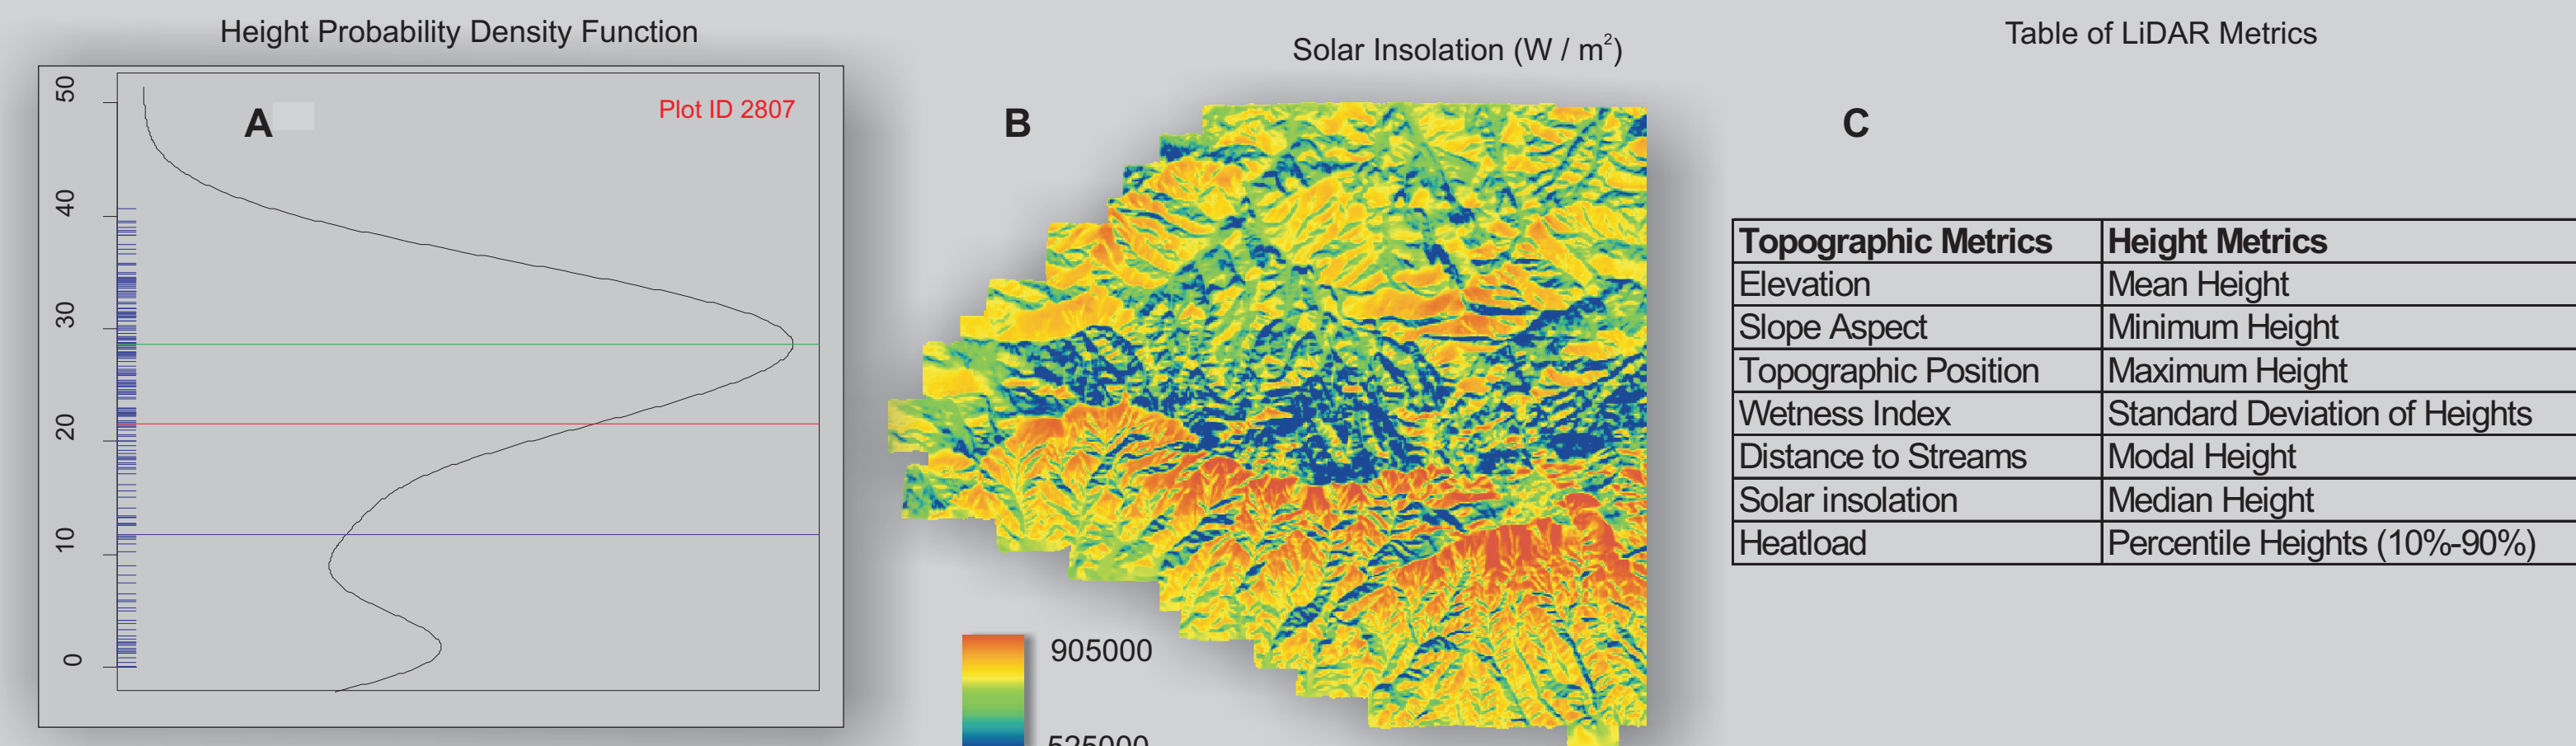 Height Probability Density Function
Solar Insolation (W / m²)
Table of LiDAR Metrics
A
Plot ID 2807
50
40
30
20
10
0
B
905000
525000
C
Topographic Metrics Height Metrics
Elevation Mean Height
Slope Aspect Minimum Height
Topographic Position Maximum Height
Wetness Index Standard Deviation of Heights
Distance to Streams Modal Height
Solar insolation Median Height
Heatload Percentile Heights (10%-90%)